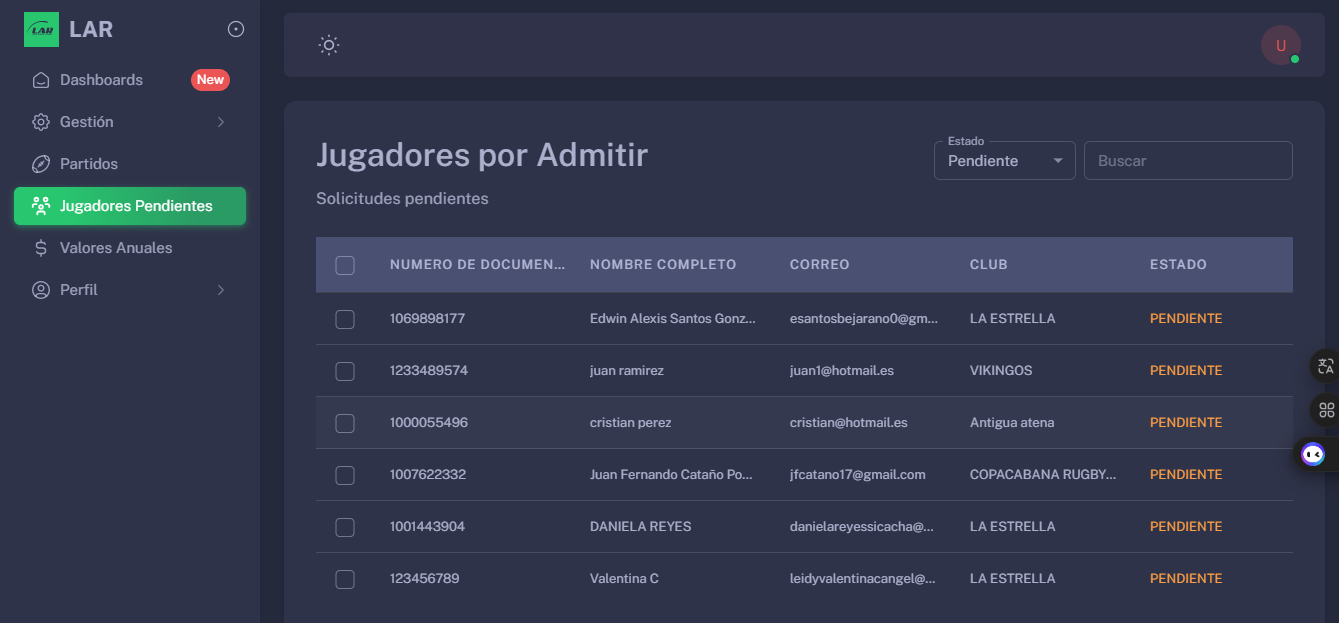 LAR
LAR
Dashboards New
Gestión
Partidos
Jugadores Pendientes
Valores Anuales
Perfil
U
Jugadores por Admitir
Solicitudes pendientes
Estado
Pendiente
Buscar
NUMERO DE DOCUMEN... NOMBRE COMPLETO CORREO CLUB ESTADO
1069898177 Edwin Alexis Santos Gonz... esantosbejarano0@gm... LA ESTRELLA PENDIENTE
1233489574 juan ramirez juan1@hotmail.es VIKINGOS PENDIENTE
1000055496 cristian perez cristian@hotmail.es Antigua atena PENDIENTE
1007622332 Juan Fernando Cataño Po... jfcatano17@gmail.com COPACABANA RUGBY... PENDIENTE
1001443904 DANIELA REYES danielareyessicacha@... LA ESTRELLA PENDIENTE
123456789 Valentina C leidyvalentinacangel@... LA ESTRELLA PENDIENTE